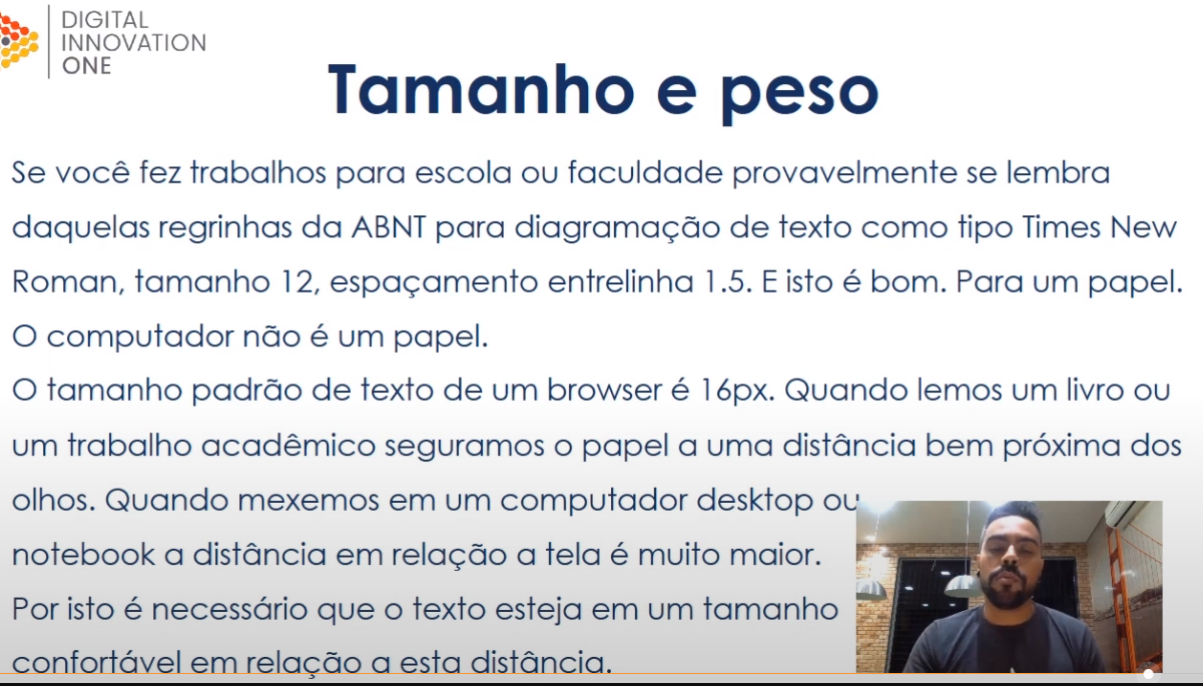 DIGITAL
INNOVATION
ONE
Tamanho e peso
Se você fez trabalhos para escola ou faculdade provavelmente se lembra
daquelas regrinhas da ABNT para diagramação de texto como tipo Times New
Roman, tamanho 12, espaçamento entrelinha 1.5. E isto é bom. Para um papel.
O computador não é um papel.
O tamanho padrão de texto de um browser é 16px. Quando lemos um livro ou
um trabalho acadêmico seguramos o papel a uma distância bem próxima dos
olhos. Quando mexemos em um computador desktop ou
notebook a distância em relação a tela é muito maior.
Por isto é necessário que o texto esteja em um tamanho
confortável em relação a esta distância.